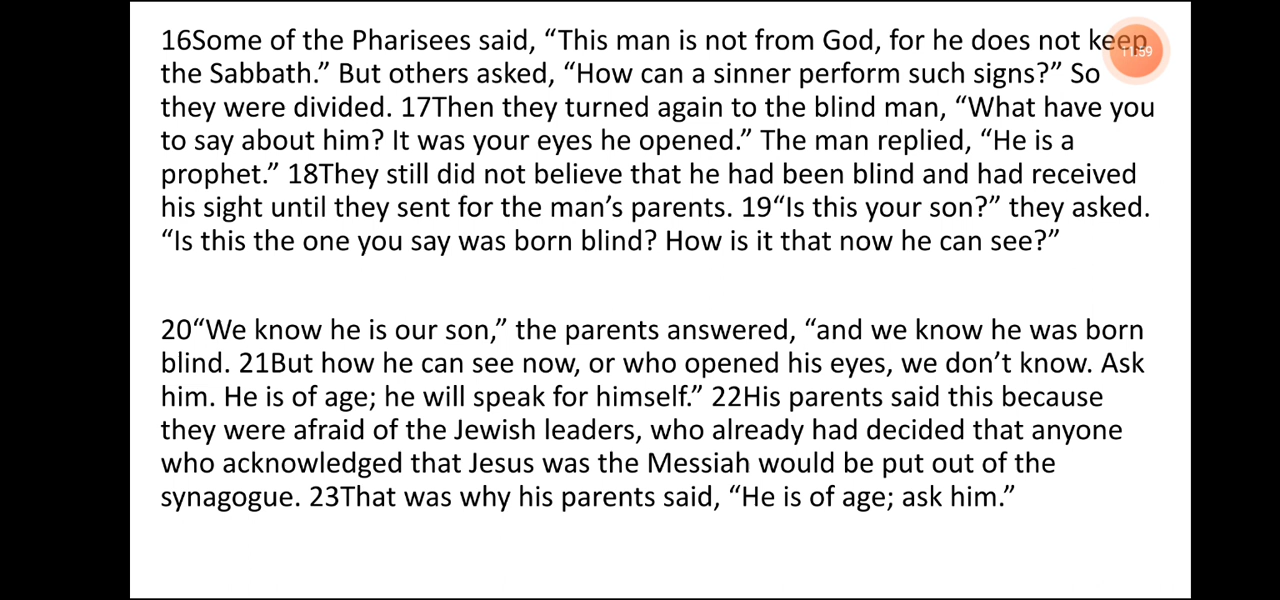 16Some of the Pharisees said, “This man is not from God, for he does not keep
the Sabbath.” But others asked, “How can a sinner perform such signs?” So
they were divided. 17Then they turned again to the blind man, “What have you
to say about him? It was your eyes he opened.” The man replied, “He is a
prophet.” 18They still did not believe that he had been blind and had received
his sight until they sent for the man’s parents. 19“Is this your son?” they asked.
“Is this the one you say was born blind? How is it that now he can see?”
20“We know he is our son,” the parents answered, “and we know he was born
blind. 21But how he can see now, or who opened his eyes, we don’t know. Ask
him. He is of age; he will speak for himself.” 22His parents said this because
they were afraid of the Jewish leaders, who already had decided that anyone
who acknowledged that Jesus was the Messiah would be put out of the
synagogue. 23That was why his parents said, “He is of age; ask him.”